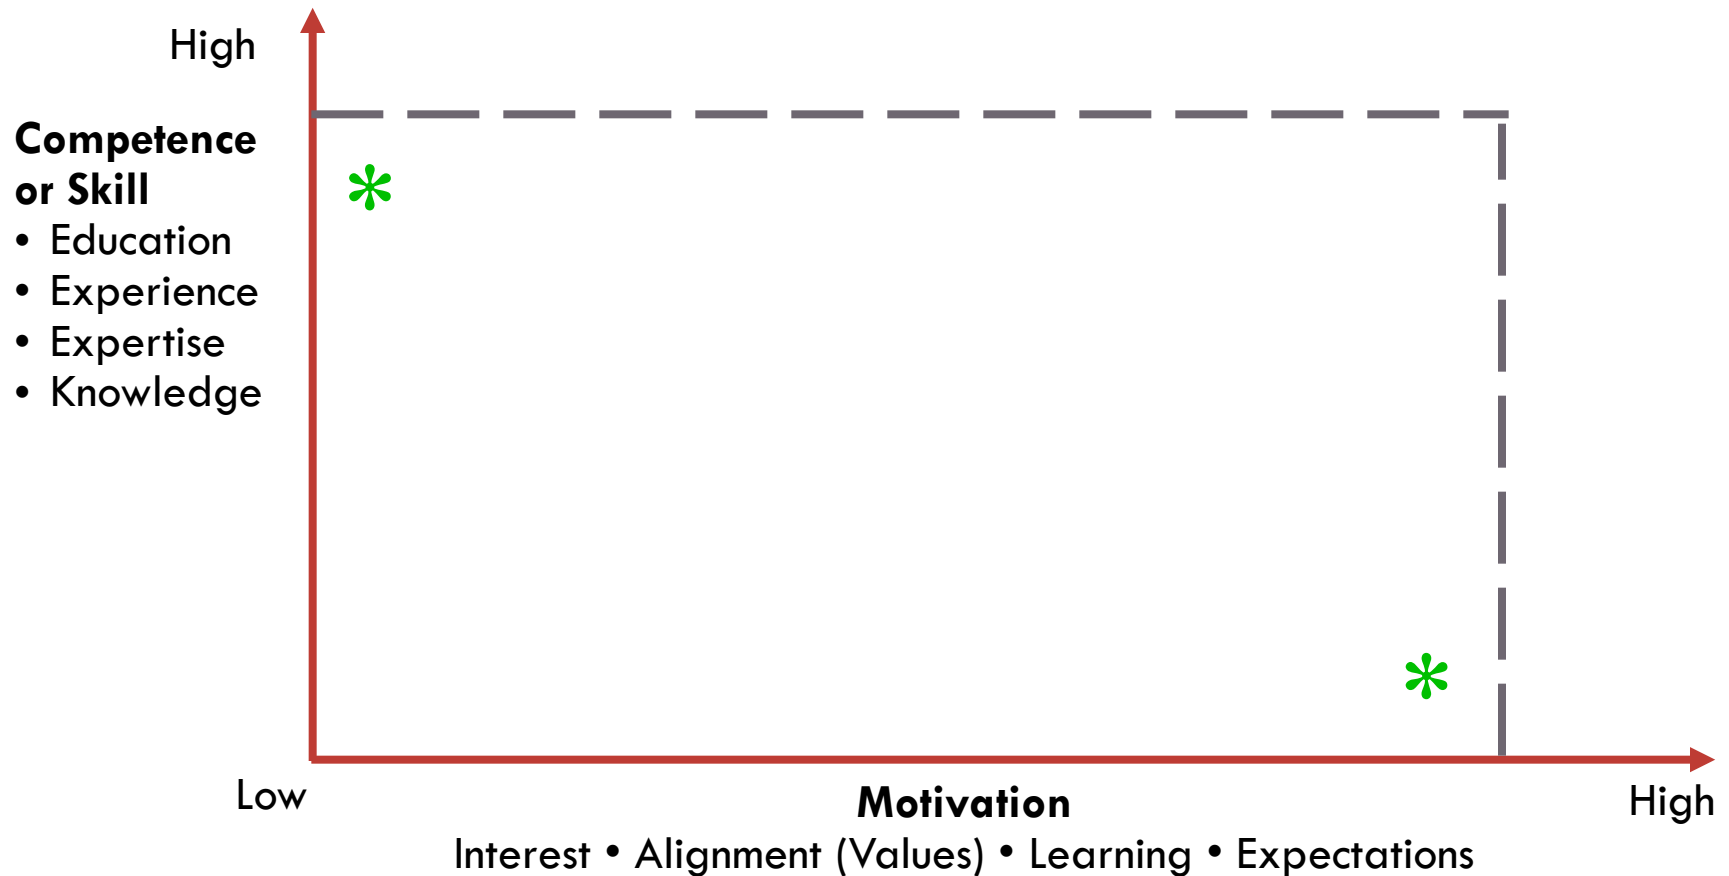 High
Competence
or Skill
• Education
• Experience
• Expertise
• Knowledge
*
*
Low
Motivation
High
Interest • Alignment (Values) • Learning • Expectations